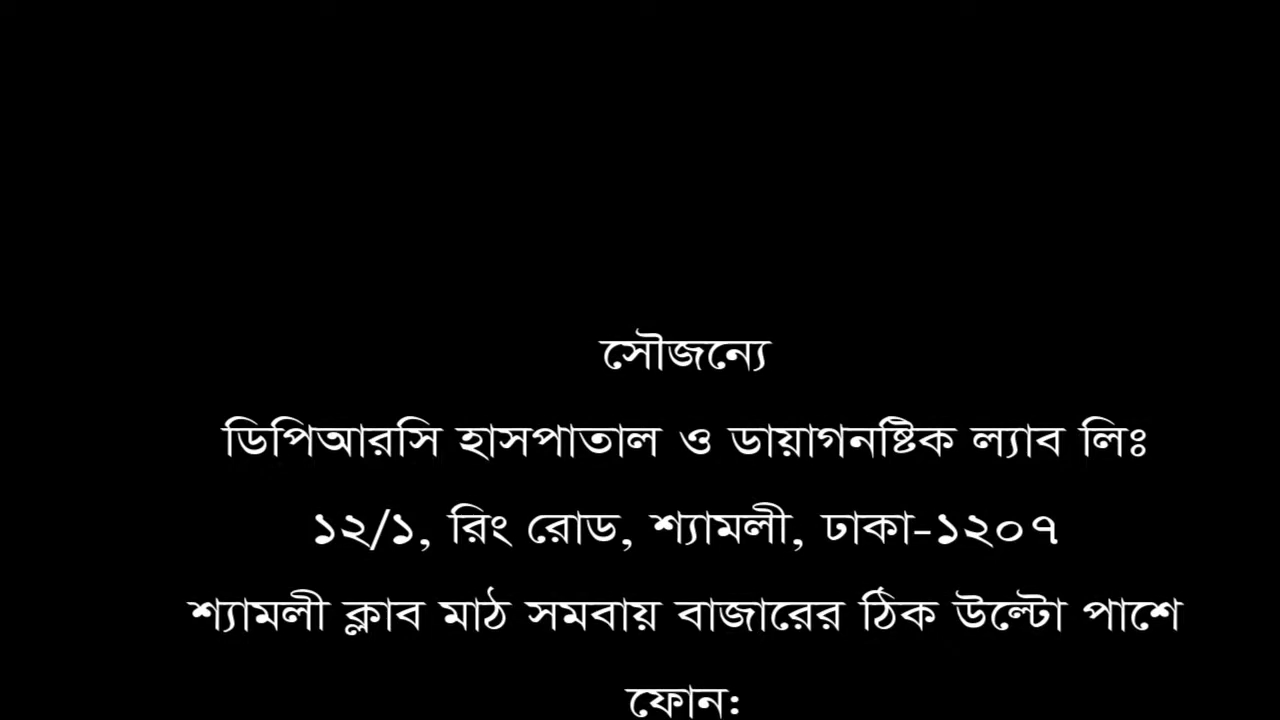 সৌজন্যে
ডিপিআরসি হাসপাতাল ও ডায়াগনষ্টিক ল্যাব লিঃ
১২/১, রিং রোড, শ্যামলী, ঢাকা-১২০৭
শ্যামলী ক্লাব মাঠ সমবায় বাজারের ঠিক উল্টো পাশে
ফোন: